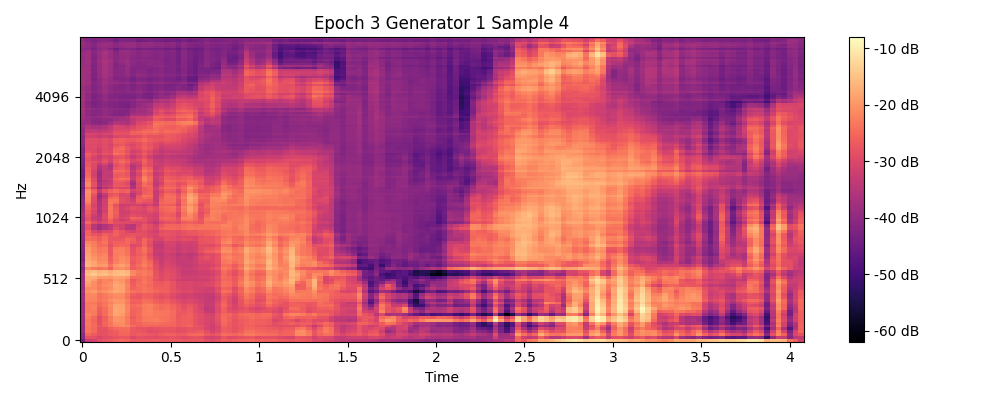 Epoch 3 Generator 1 Sample 4
Hz
4096
2048
1024
512
0
0 0.5 1 1.5 2 2.5 3 3.5 4
Time
-10 dB
-20 dB
-30 dB
-40 dB
-50 dB
-60 dB